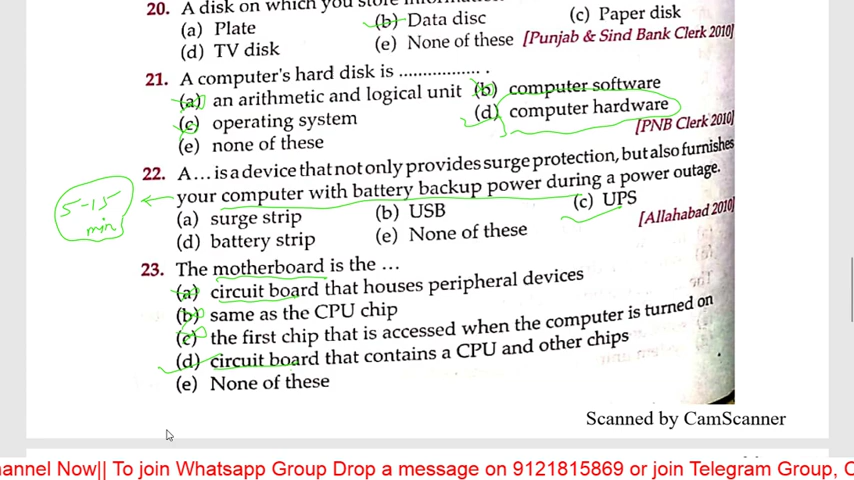 20. A disk on which you store
(a) Plate (b) Data disc (c) Paper disk
(d) TV disk (e) None of these [Punjab & Sind Bank Clerk 2010]
21. A computer's hard disk is ................. .
(a) an arithmetic and logical unit (b) computer software
(c) operating system (d) computer hardware
(e) none of these [PNB Clerk 2010]
22. A... is a device that not only provides surge protection, but also furnishes
your computer with battery backup power during a power outage.
5-15
min
(a) surge strip (b) USB (c) UPS
(d) battery strip (e) None of these [Allahabad 2010]
23. The motherboard is the ...
(a) circuit board that houses peripheral devices
(b) same as the CPU chip
(c) the first chip that is accessed when the computer is turned on
(d) circuit board that contains a CPU and other chips
(e) None of these
Scanned by CamScanner
annel Now|| To join Whatsapp Group Drop a message on 9121815869 or join Telegram Group, C